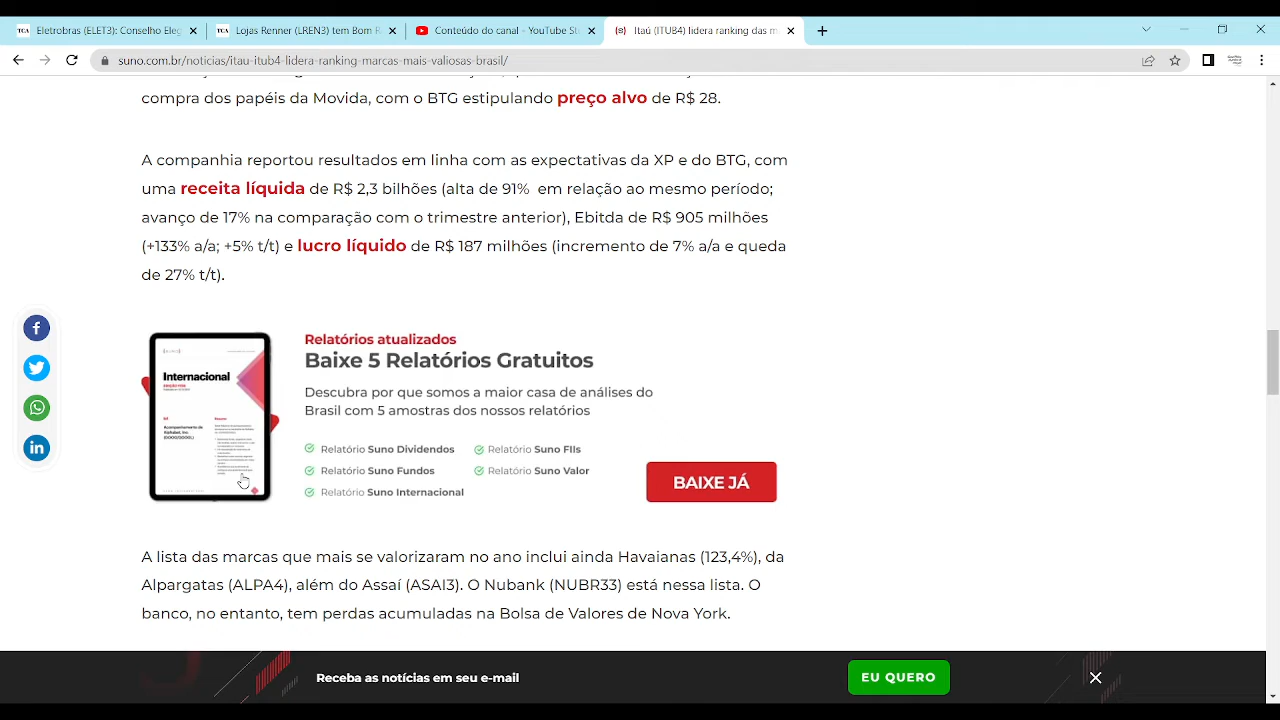 Eletrobras (ELET3): Conselho Eleg
Lojas Renner (LREN3) tem Bom R
Conteúdo do canal - YouTube St
Itaú (ITUB4) lidera ranking das m
suno.com.br/noticias/itau-itub4-lidera-ranking-marcas-mais-valiosas-brasil/
compra dos papéis da Movida, com o BTG estipulando preço alvo de R$ 28.
A companhia reportou resultados em linha com as expectativas da XP e do BTG, com
uma receita líquida de R$ 2,3 bilhões (alta de 91% em relação ao mesmo período;
avanço de 17% na comparação com o trimestre anterior), Ebitda de R$ 905 milhões
(+133% a/a; +5% t/t) e lucro líquido de R$ 187 milhões (incremento de 7% a/a e queda
de 27% t/t).
Internacional
Relatórios atualizados
Baixe 5 Relatórios Gratuitos
Descubra por que somos a maior casa de análises do
Brasil com 5 amostras dos nossos relatórios
Relatório Suno Dividendos
Relatório Suno FIIs
Relatório Suno Fundos
Relatório Suno Valor
Relatório Suno Internacional
BAIXE JÁ
A lista das marcas que mais se valorizaram no ano inclui ainda Havaianas (123,4%), da
Alpargatas (ALPA4), além do Assaí (ASAI3). O Nubank (NUBR33) está nessa lista. O
banco, no entanto, tem perdas acumuladas na Bolsa de Valores de Nova York.
Receba as notícias em seu e-mail
EU QUERO